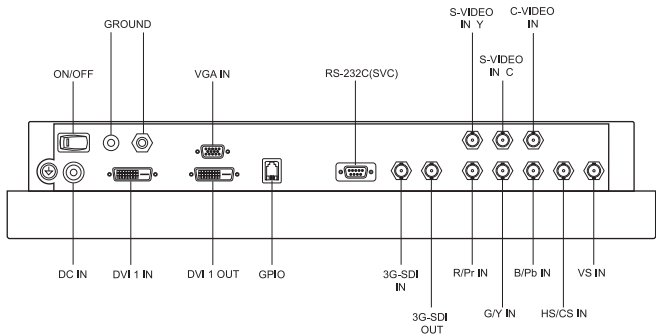 S-VIDEO
IN Y
C-VIDEO
IN
GROUND
S-VIDEO
IN C
ON/OFF
VGA IN
RS-232C(SVC)
DC IN
DVI 1 IN
DVI 1 OUT
GPIO
3G-SDI
IN
R/Pr IN
B/Pb IN
VS IN
3G-SDI
OUT
G/Y IN
HS/CS IN